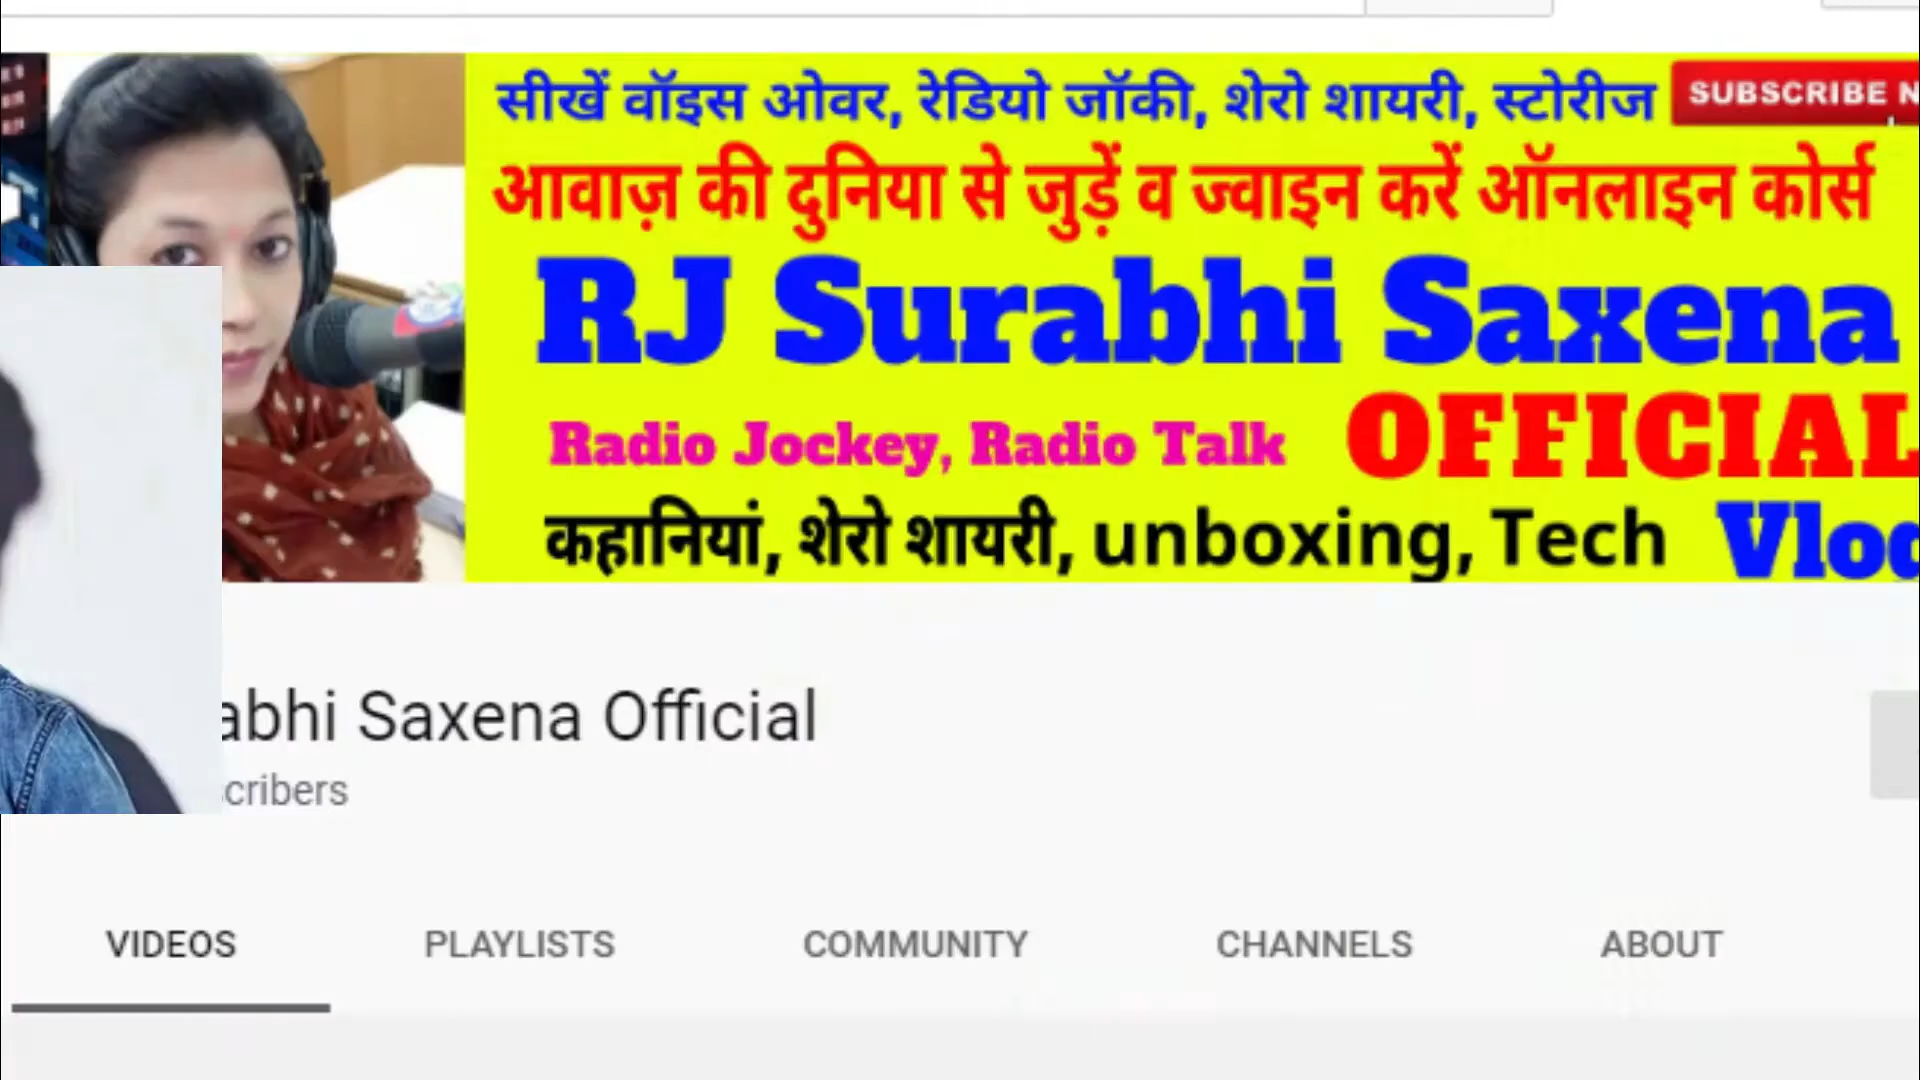 सीखें वॉइस ओवर, रेडियो जॉकी, शेरो शायरी, स्टोरीज SUBSCRIBE N
आवाज़ की दुनिया से जुड़ें व ज्वाइन करें ऑनलाइन कोर्स
RJ Surabhi Saxena
Radio Jockey, Radio Talk OFFICIAL
कहानियां, शेरो शायरी, unboxing, Tech Vlog
abhi Saxena Official
cribers
VIDEOS PLAYLISTS COMMUNITY CHANNELS ABOUT